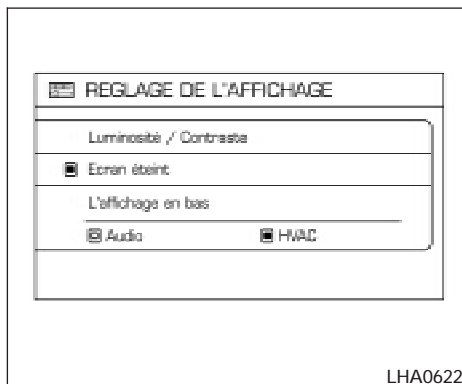 REGLAGE DE L'AFFICHAGE
Luminosité / Contraste
Ecran éteint
L'affichage en bas
Audio HVAC
LHA0622